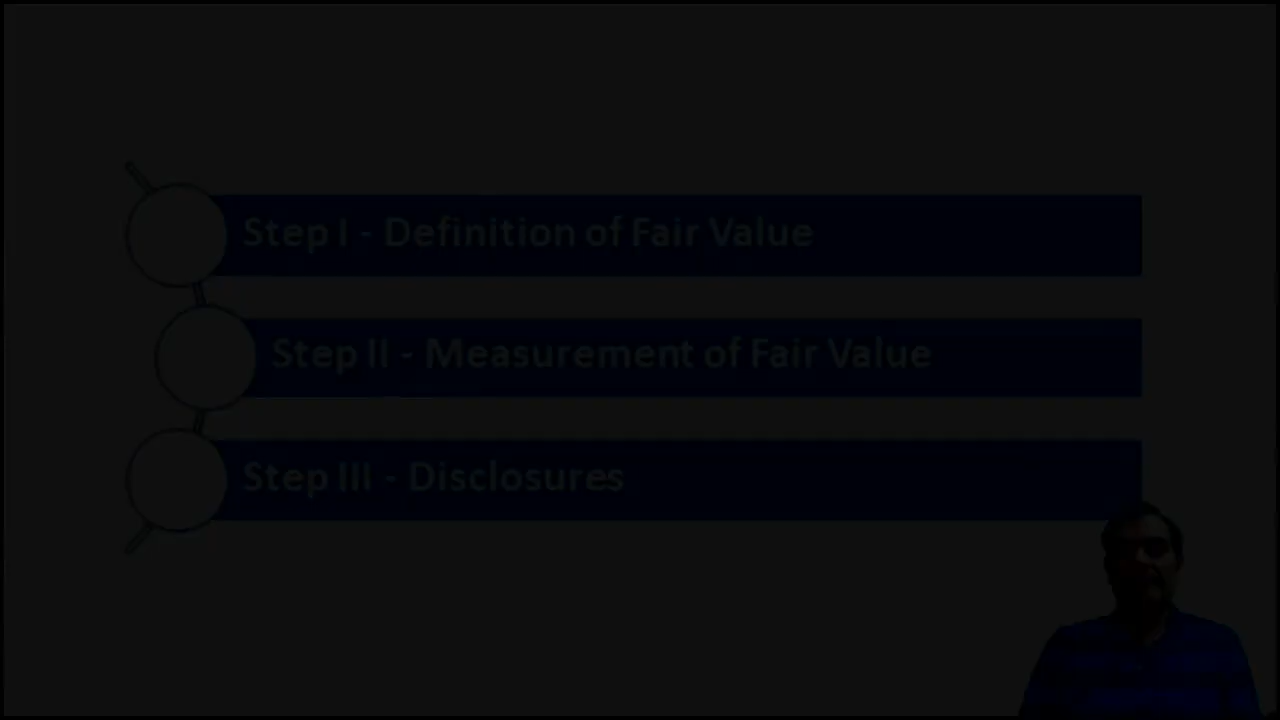 Step I - Definition of Fair Value
Step II - Measurement of Fair Value
Step III - Disclosures